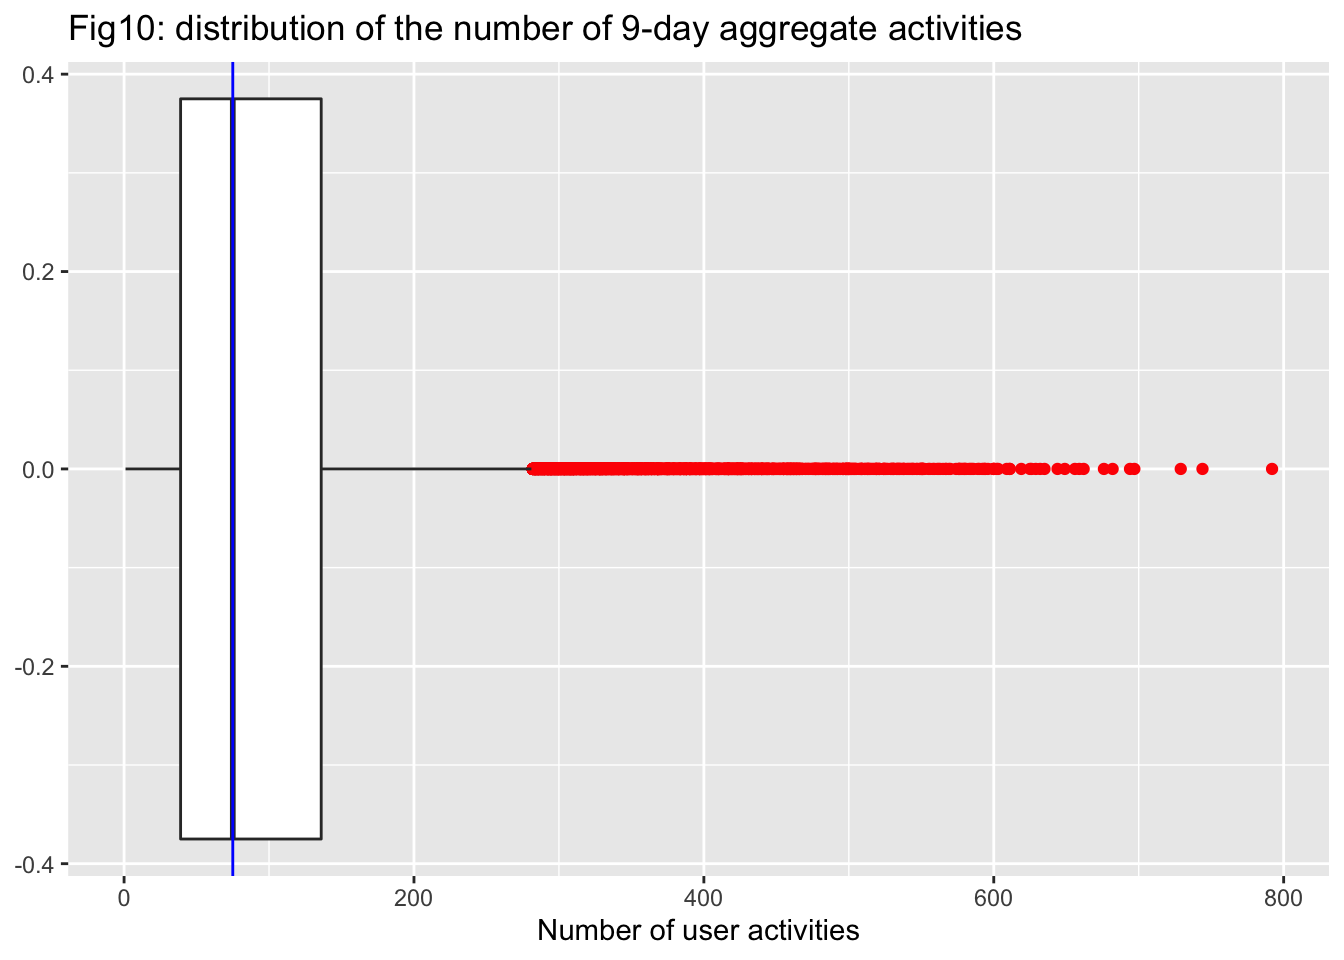 Fig10: distribution of the number of 9-day aggregate activities
0.4
0.2
0.0
-0.2
-0.4
0 200 400 600 800
Number of user activities